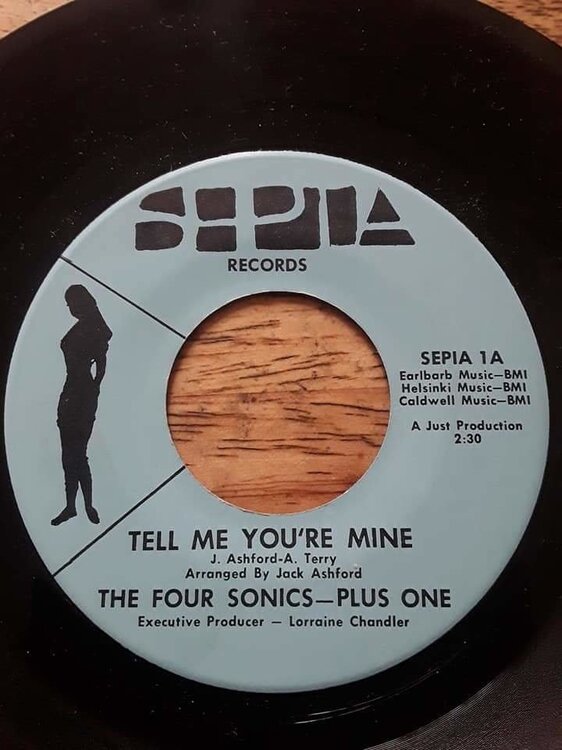 SEPIA
RECORDS
SEPIA 1A
Earlbarb Music—BMI
Helsinki Music—BMI
Caldwell Music—BMI
A Just Production
2:30
TELL ME YOU'RE MINE
J. Ashford-A. Terry
Arranged By Jack Ashford
THE FOUR SONICS—PLUS ONE
Executive Producer — Lorraine Chandler